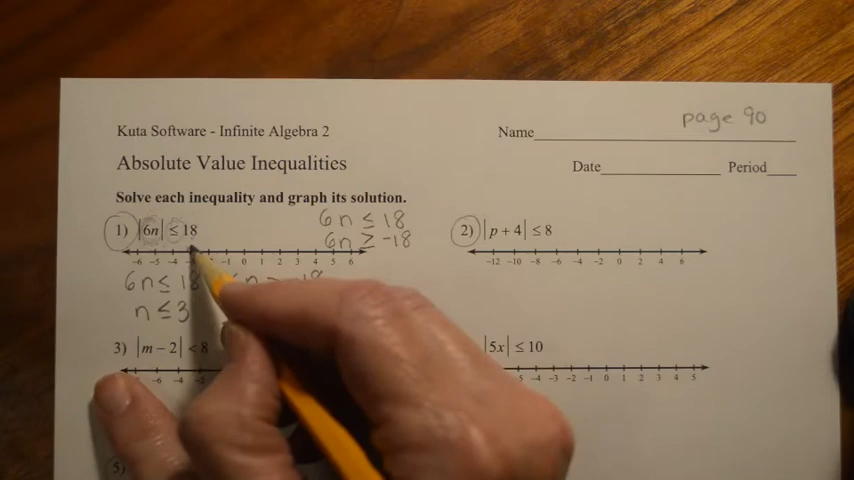 page 90
Kuta Software - Infinite Algebra 2
Name
Absolute Value Inequalities
Date Period
Solve each inequality and graph its solution.
1) |6n| ≤ 18
6n ≤ 18
6n ≥ -18
-6 -5 -4 -1 0 1 2 3 4 5 6
6n ≤ 18
n ≤ 3
2) |p + 4| ≤ 8
-12 -10 -8 -6 -4 -2 0 2 4 6
3) |m − 2| < 8
-6 -4
|5x| ≤ 10
-4 -3 -2 -1 0 1 2 3 4 5
5)